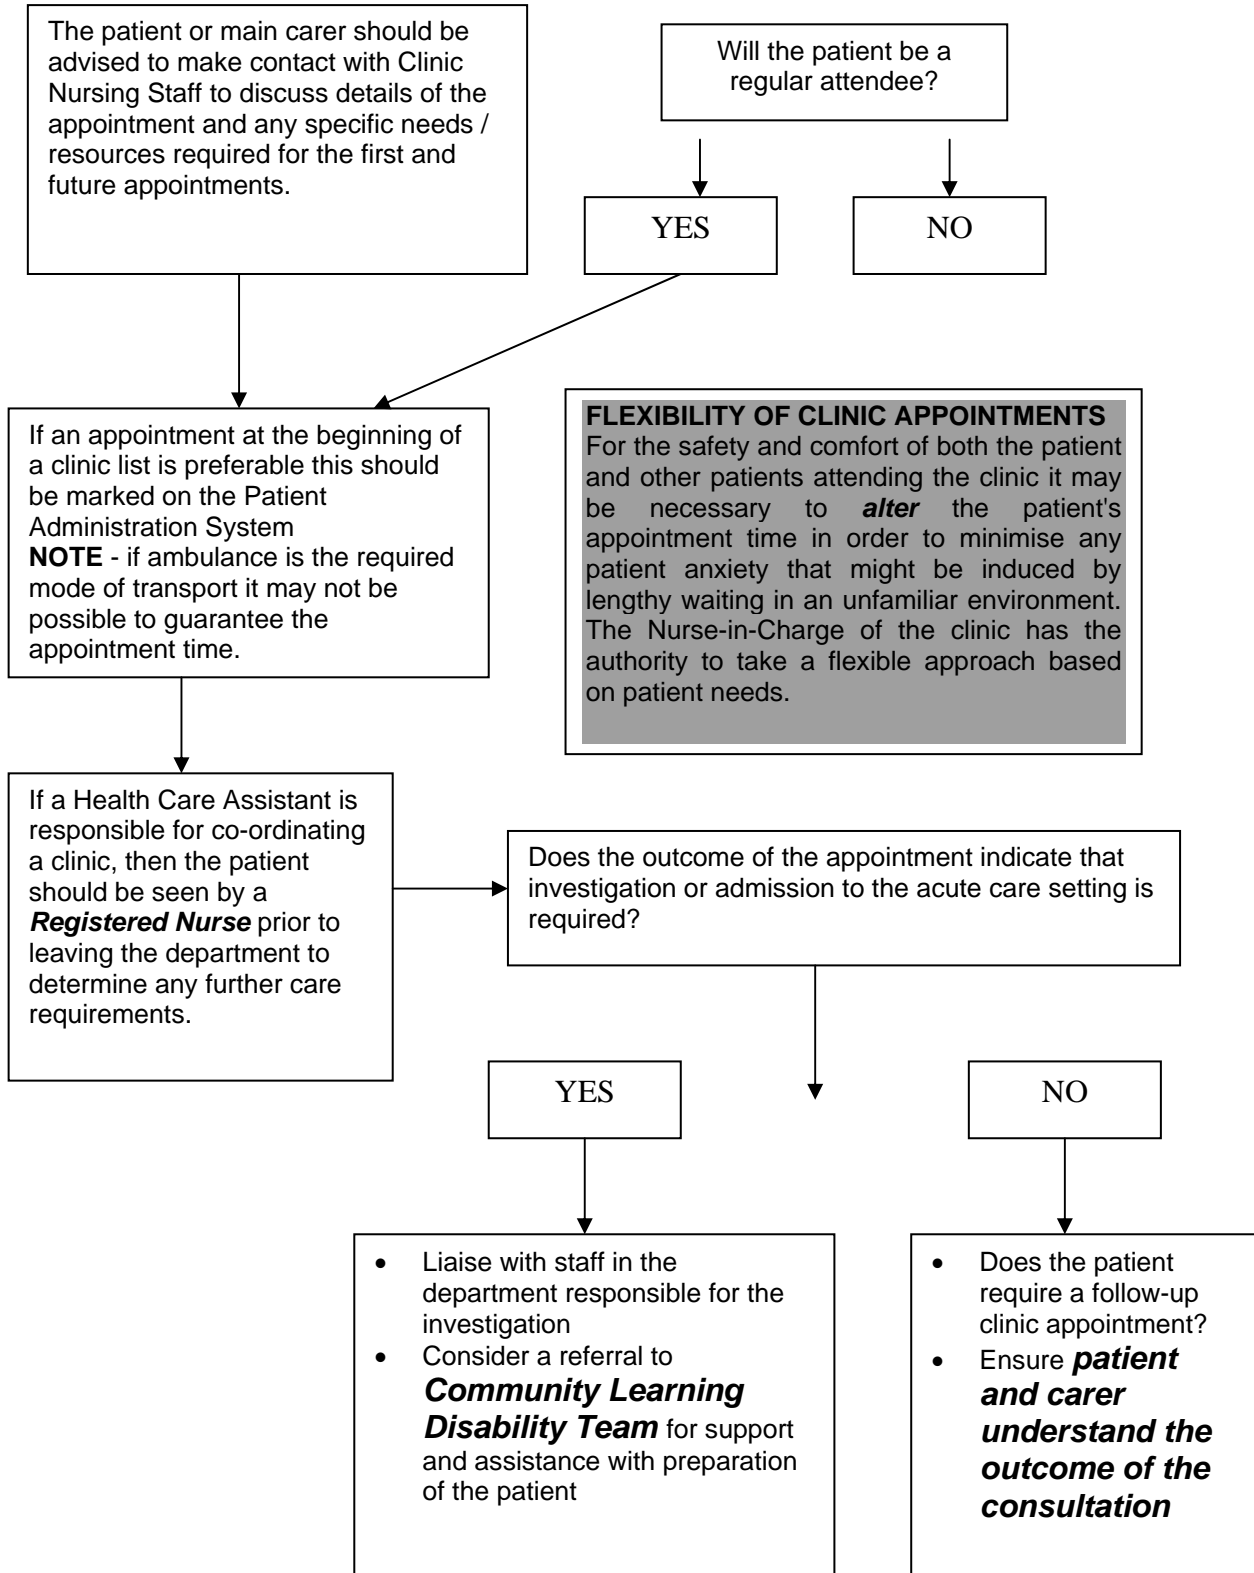 The patient or main carer should be
advised to make contact with Clinic
Nursing Staff to discuss details of the
appointment and any specific needs /
resources required for the first and
future appointments.
Will the patient be a
regular attendee?
YES
NO
If an appointment at the beginning of
a clinic list is preferable this should
be marked on the Patient
Administration System
NOTE - if ambulance is the required
mode of transport it may not be
possible to guarantee the
appointment time.
FLEXIBILITY OF CLINIC APPOINTMENTS
For the safety and comfort of both the patient
and other patients attending the clinic it may
be necessary to alter the patient's
appointment time in order to minimise any
patient anxiety that might be induced by
lengthy waiting in an unfamiliar environment.
The Nurse-in-Charge of the clinic has the
authority to take a flexible approach based
on patient needs.
If a Health Care Assistant is
responsible for co-ordinating
a clinic, then the patient
should be seen by a
Registered Nurse prior to
leaving the department to
determine any further care
requirements.
Does the outcome of the appointment indicate that
investigation or admission to the acute care setting is
required?
YES
NO
• Liaise with staff in the
department responsible for the
investigation
• Consider a referral to
Community Learning
Disability Team for support
and assistance with preparation
of the patient
• Does the patient
require a follow-up
clinic appointment?
• Ensure patient
and carer
understand the
outcome of the
consultation